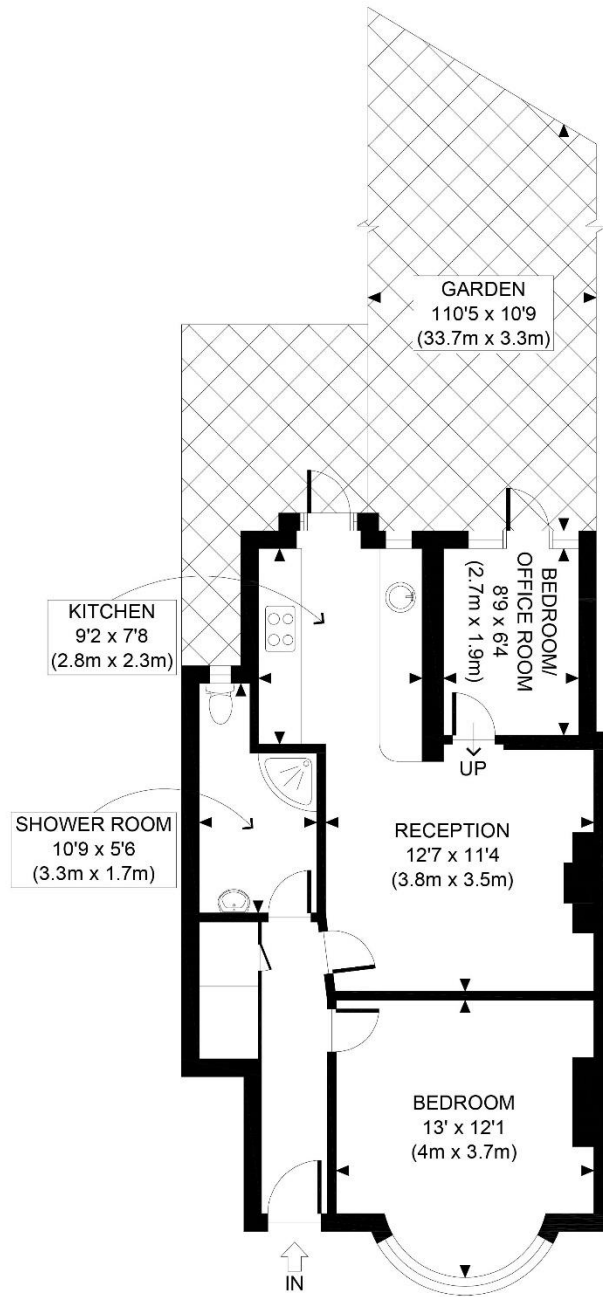 GARDEN
110'5 x 10'9
(33.7m x 3.3m)
KITCHEN
9'2 x 7'8
(2.8m x 2.3m)
BEDROOM/
OFFICE ROOM
8'9 x 6'4
(2.7m x 1.9m)
UP
SHOWER ROOM
10'9 x 5'6
(3.3m x 1.7m)
RECEPTION
12'7 x 11'4
(3.8m x 3.5m)
BEDROOM
13' x 12'1
(4m x 3.7m)
IN